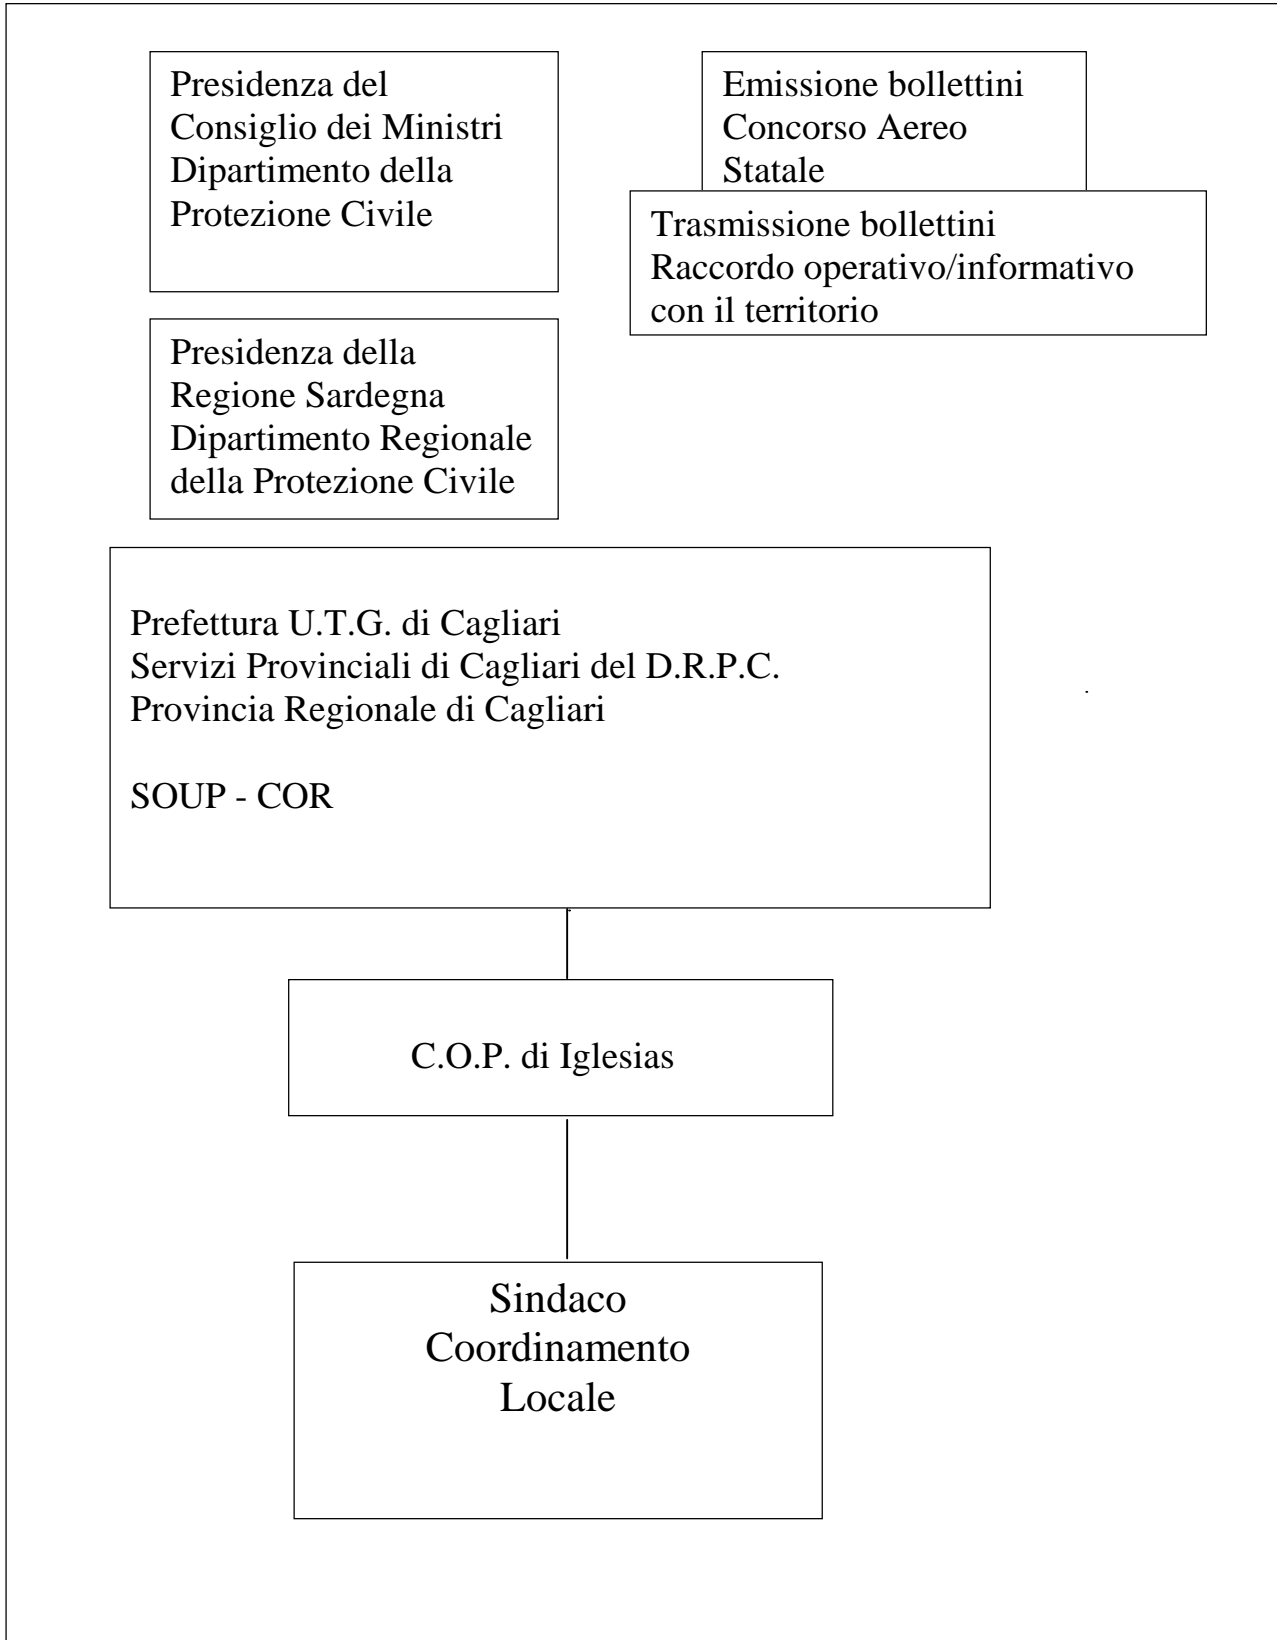 Presidenza del
Consiglio dei Ministri
Dipartimento della
Protezione Civile
Emissione bollettini
Concorso Aereo
Statale
Trasmissione bollettini
Raccordo operativo/informativo
con il territorio
Presidenza della
Regione Sardegna
Dipartimento Regionale
della Protezione Civile
Prefettura U.T.G. di Cagliari
Servizi Provinciali di Cagliari del D.R.P.C.
Provincia Regionale di Cagliari
SOUP - COR
C.O.P. di Iglesias
Sindaco
Coordinamento
Locale